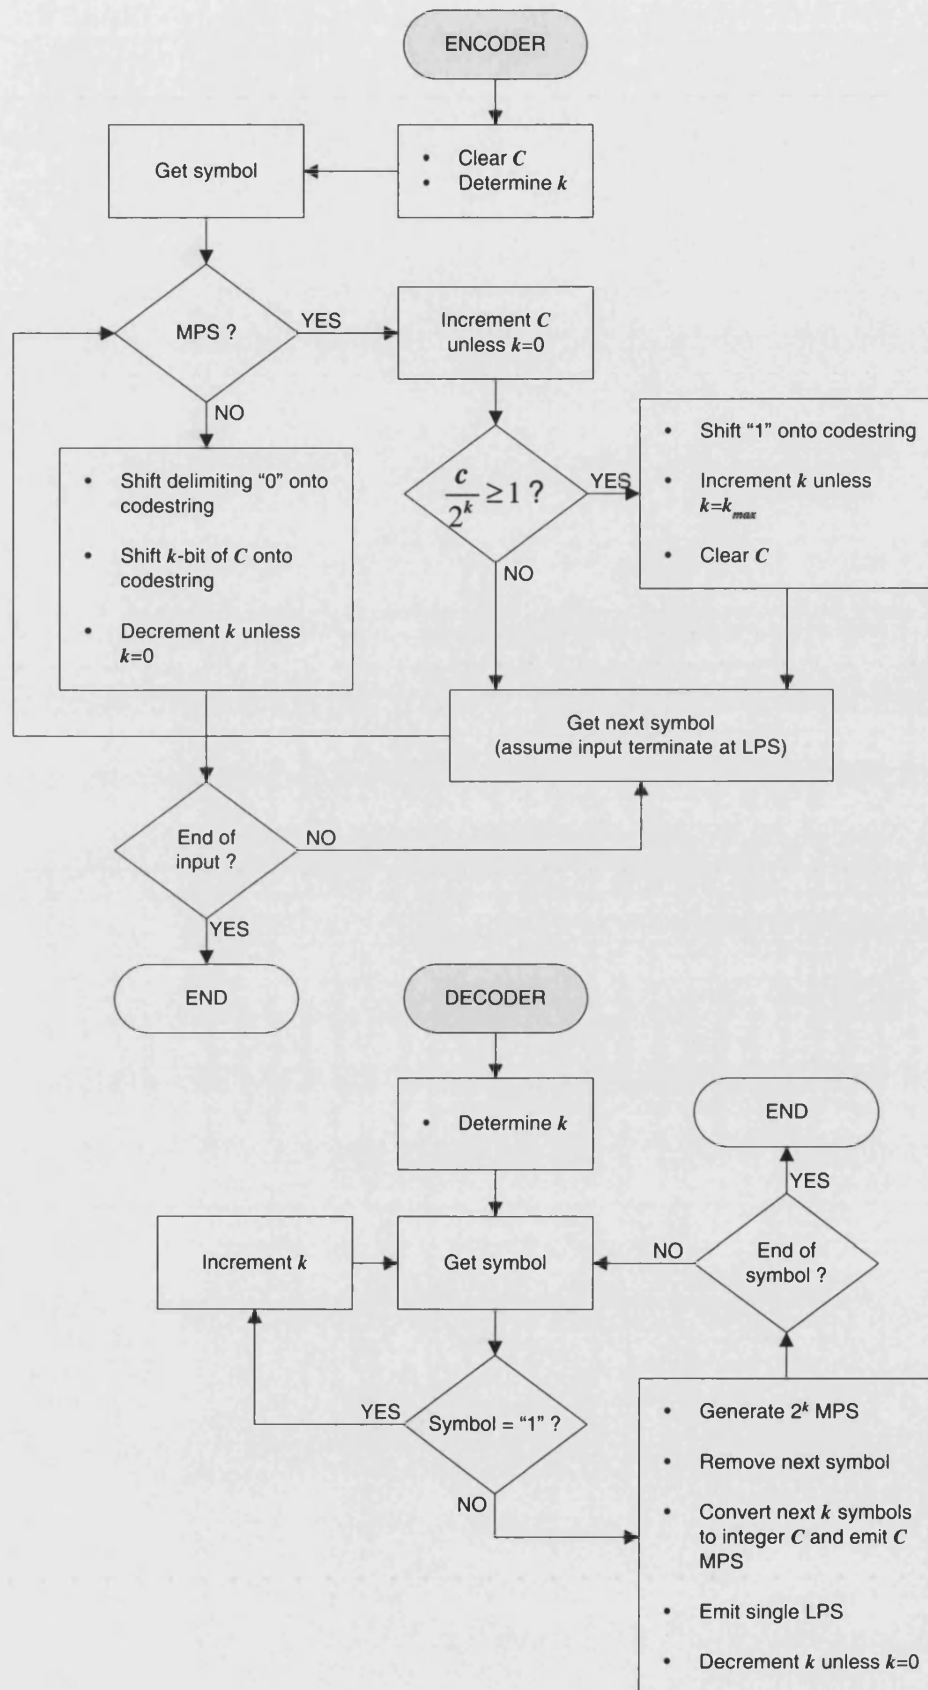 ENCODER
• Clear C
• Determine k
Get symbol
MPS ?
YES
NO
Increment C
unless k=0
c/2^k ≥ 1 ?
YES
NO
• Shift "1" onto codestring
• Increment k unless
k=k_max
• Clear C
• Shift delimiting "0" onto
codestring
• Shift k-bit of C onto
codestring
• Decrement k unless
k=0
Get next symbol
(assume input terminate at LPS)
End of
input ?
NO
YES
END
DECODER
• Determine k
Get symbol
Increment k
Symbol = "1" ?
YES
NO
• Generate 2^k MPS
• Remove next symbol
• Convert next k symbols
to integer C and emit C
MPS
• Emit single LPS
• Decrement k unless k=0
End of
symbol ?
NO
YES
END